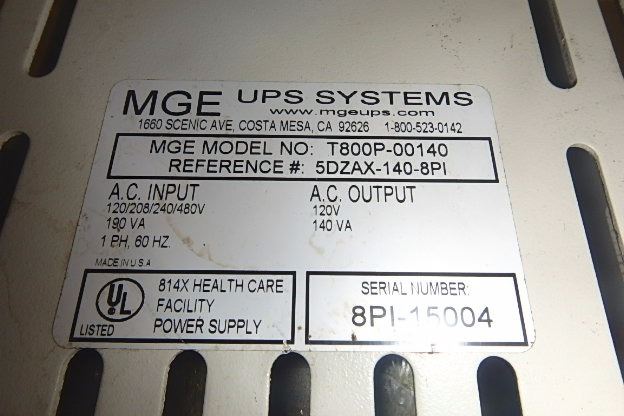 MGE UPS SYSTEMS
www.mgeups.com
1660 SCENIC AVE, COSTA MESA, CA 92626 1-800-523-0142
MGE MODEL NO: T800P-00140
REFERENCE #: 5DZAX-140-8PI
A.C. INPUT
120/208/240/480V
190 VA
1 PH, 60 HZ.
A.C. OUTPUT
120V
140 VA
MADE IN U.S.A
UL
LISTED
814X HEALTH CARE
FACILITY
POWER SUPPLY
SERIAL NUMBER:
8PI-15004